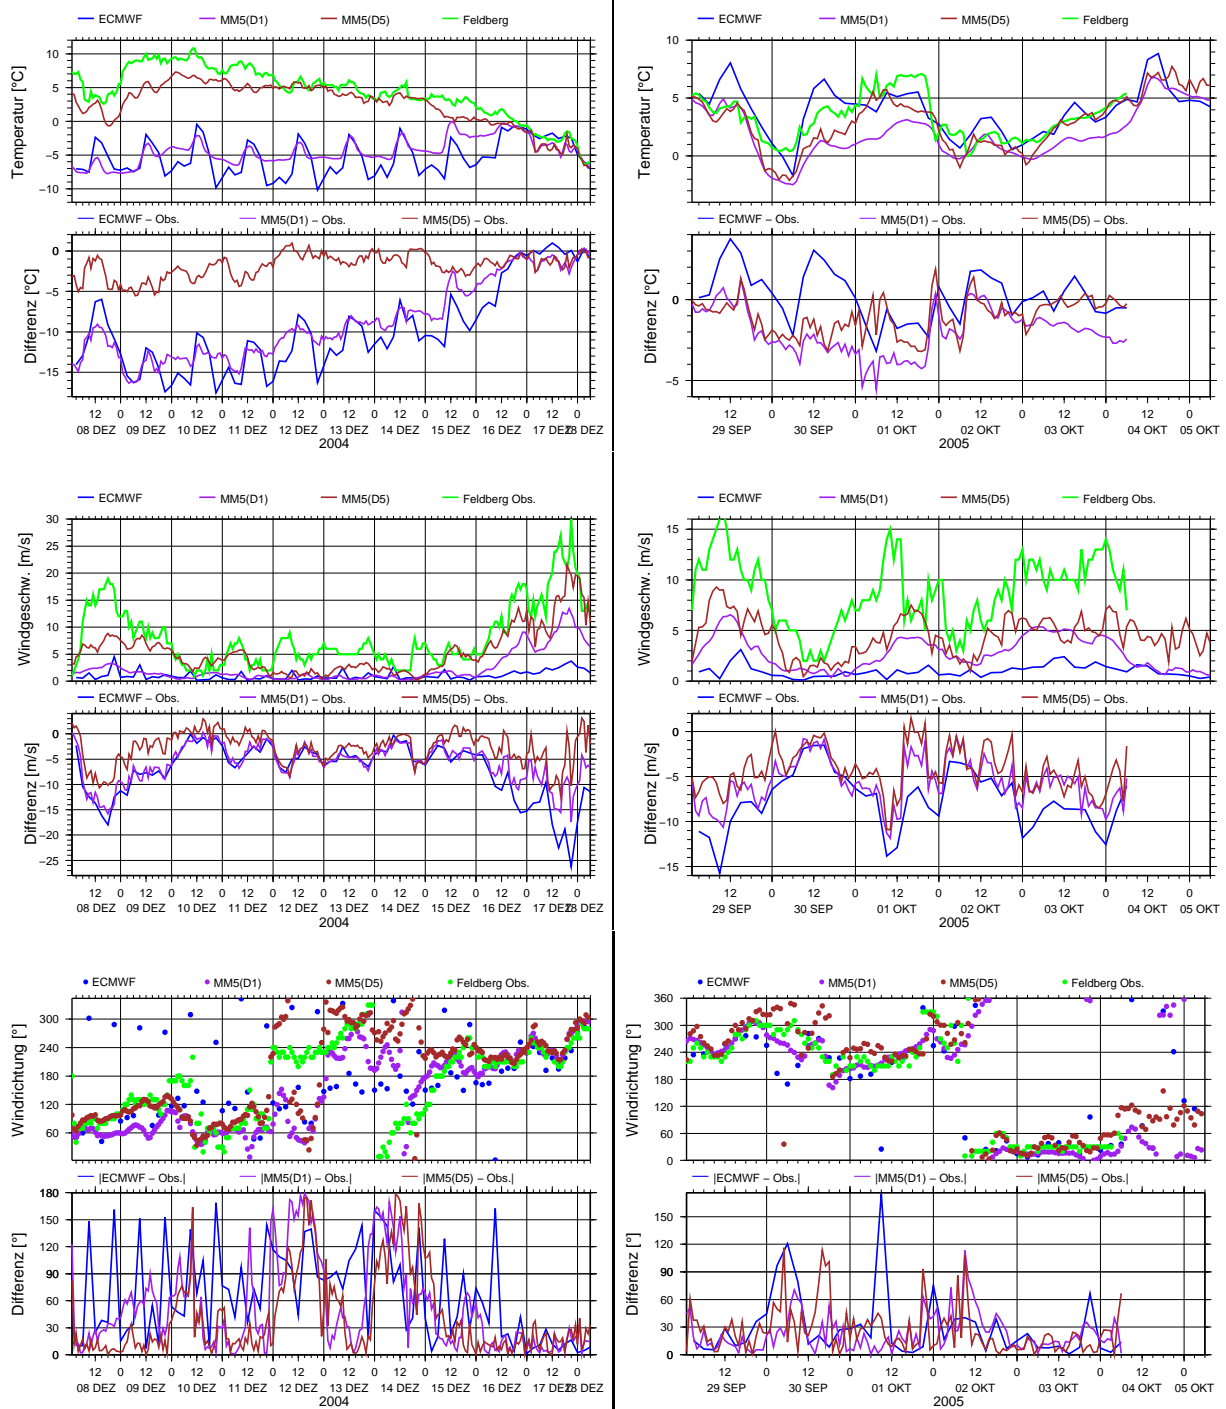 ECMWF MM5(D1) MM5(D5) Feldberg
Temperatur [°C]
10
5
0
−5
−10
ECMWF − Obs. MM5(D1) − Obs. MM5(D5) − Obs.
Differenz [°C]
0
−5
−10
−15
12 0 12 0 12 0 12 0 12 0 12 0 12 0 12 0 12 0 12 0
08 DEZ 09 DEZ 10 DEZ 11 DEZ 12 DEZ 13 DEZ 14 DEZ 15 DEZ 16 DEZ 17 DEZ 18 DEZ
2004
ECMWF MM5(D1) MM5(D5) Feldberg
Temperatur [°C]
10
5
0
ECMWF − Obs. MM5(D1) − Obs. MM5(D5) − Obs.
Differenz [°C]
0
−5
12 0 12 0 12 0 12 0 12 0 12 0
29 SEP 30 SEP 01 OKT 02 OKT 03 OKT 04 OKT 05 OKT
2005
ECMWF MM5(D1) MM5(D5) Feldberg Obs.
Windgeschw. [m/s]
30
25
20
15
10
5
0
ECMWF − Obs. MM5(D1) − Obs. MM5(D5) − Obs.
Differenz [m/s]
0
−5
−10
−15
−20
−25
12 0 12 0 12 0 12 0 12 0 12 0 12 0 12 0 12 0 12 0
08 DEZ 09 DEZ 10 DEZ 11 DEZ 12 DEZ 13 DEZ 14 DEZ 15 DEZ 16 DEZ 17 DEZ 18 DEZ
2004
ECMWF MM5(D1) MM5(D5) Feldberg Obs.
Windgeschw. [m/s]
15
10
5
0
ECMWF − Obs. MM5(D1) − Obs. MM5(D5) − Obs.
Differenz [m/s]
0
−5
−10
−15
12 0 12 0 12 0 12 0 12 0 12 0
29 SEP 30 SEP 01 OKT 02 OKT 03 OKT 04 OKT 05 OKT
2005
ECMWF MM5(D1) MM5(D5) Feldberg Obs.
Windrichtung [°]
300
240
180
120
60
|ECMWF − Obs.| |MM5(D1) − Obs.| |MM5(D5) − Obs.|
Differenz [°]
180
150
120
90
60
30
0
12 0 12 0 12 0 12 0 12 0 12 0 12 0 12 0 12 0 12 0
08 DEZ 09 DEZ 10 DEZ 11 DEZ 12 DEZ 13 DEZ 14 DEZ 15 DEZ 16 DEZ 17 DEZ 18 DEZ
2004
ECMWF MM5(D1) MM5(D5) Feldberg Obs.
Windrichtung [°]
360
300
240
180
120
60
0
|ECMWF − Obs.| |MM5(D1) − Obs.| |MM5(D5) − Obs.|
Differenz [°]
150
120
90
60
30
0
12 0 12 0 12 0 12 0 12 0 12 0
29 SEP 30 SEP 01 OKT 02 OKT 03 OKT 04 OKT 05 OKT
2005